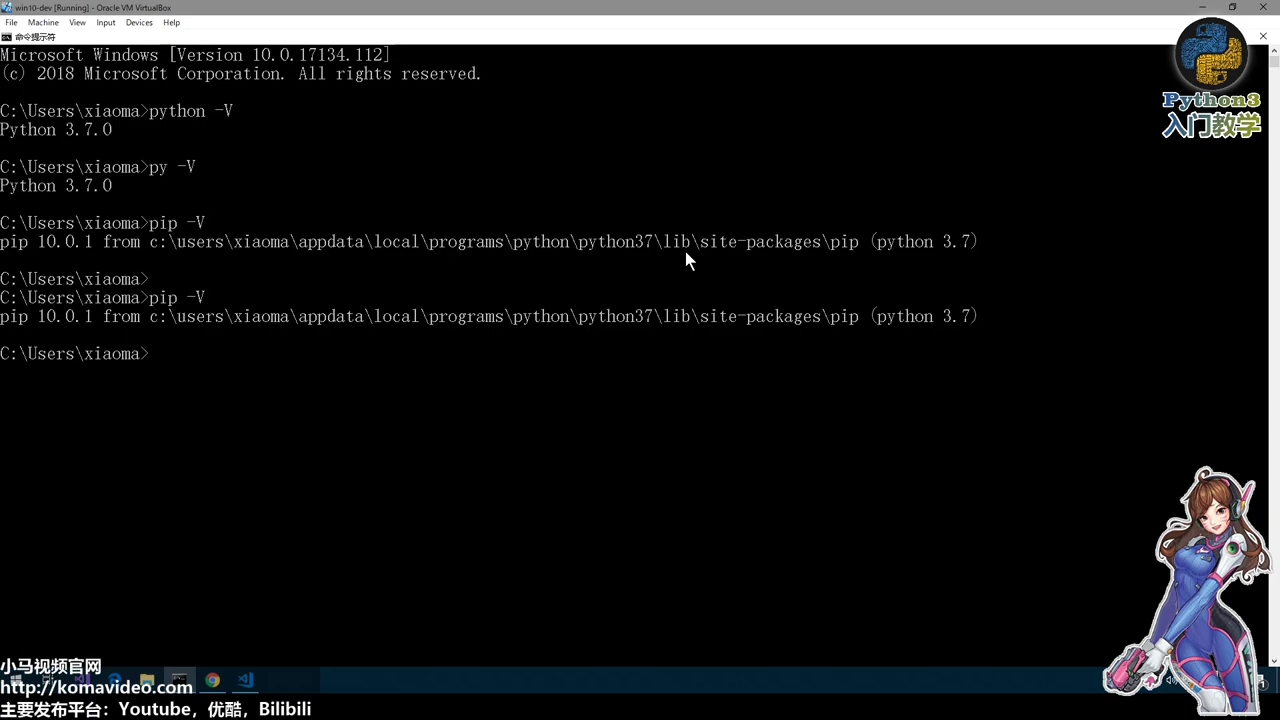 win10-dev [Running] - Oracle VM VirtualBox
File Machine View Input Devices Help
命令提示符
Microsoft Windows [Version 10.0.17134.112]
(c) 2018 Microsoft Corporation. All rights reserved.
C:\Users\xiaoma>python -V
Python 3.7.0
C:\Users\xiaoma>py -V
Python 3.7.0
C:\Users\xiaoma>pip -V
pip 10.0.1 from c:\users\xiaoma\appdata\local\programs\python\python37\lib\site-packages\pip (python 3.7)
C:\Users\xiaoma>
C:\Users\xiaoma>pip -V
pip 10.0.1 from c:\users\xiaoma\appdata\local\programs\python\python37\lib\site-packages\pip (python 3.7)
C:\Users\xiaoma>
Python3
入门教学
小马视频官网
http://komavideo.com
主要发布平台：Youtube，优酷，Bilibili